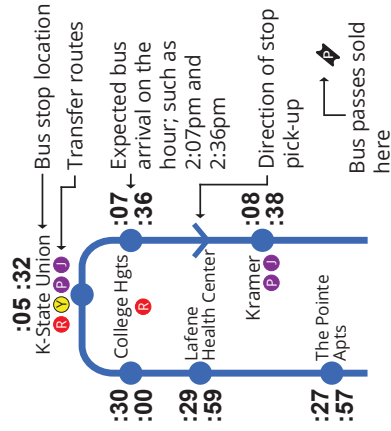 :05 :32
K-State Union
R Y P J
Bus stop location
Transfer routes
:30
:00
College Hgts
R
:07
:36
Expected bus
arrival on the
hour; such as
2:07pm and
2:36pm
:29
:59
Lafene
Health Center
Direction of stop
pick-up
Kramer
P J
:08
:38
:27
:57
The Pointe
Apts
P
Bus passes sold
here